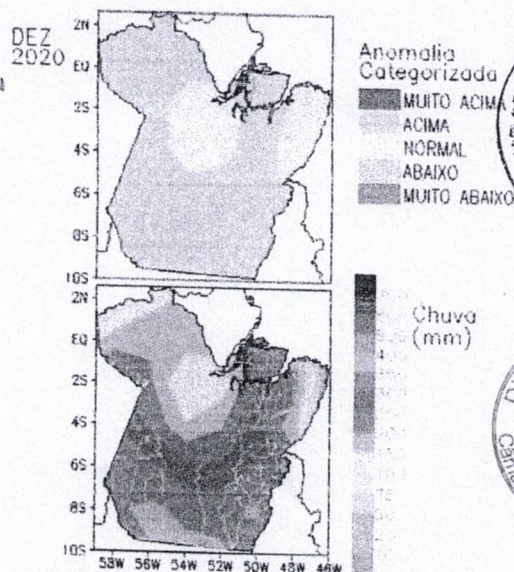 DEZ
2020
2N
EQ
2S
4S
6S
8S
10S
Anomalia
Categorizada
MUITO ACIMA
ACIMA
NORMAL
ABAIXO
MUITO ABAIXO
2N
EQ
2S
4S
6S
8S
10S
58W 56W 54W 52W 50W 48W 46W
Chuva
(mm)